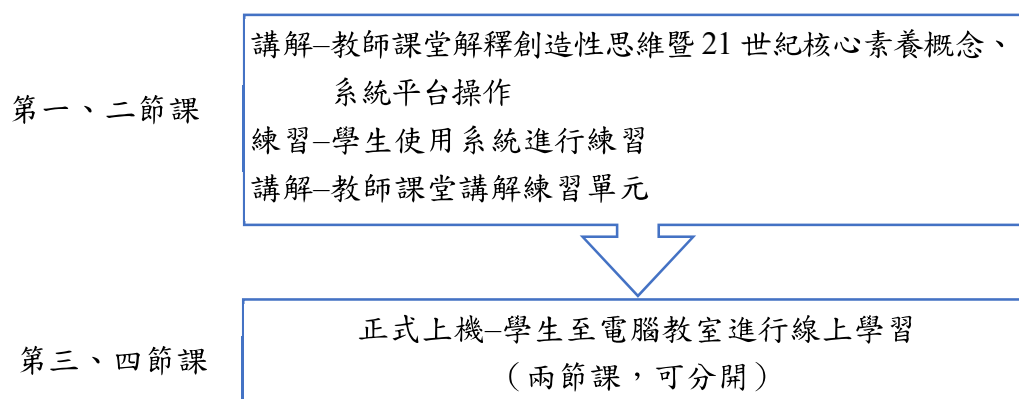 第一、二節課
講解–教師課堂解釋創造性思維暨 21 世紀核心素養概念、
系統平台操作
練習–學生使用系統進行練習
講解–教師課堂講解練習單元
第三、四節課
正式上機–學生至電腦教室進行線上學習
（兩節課，可分開）